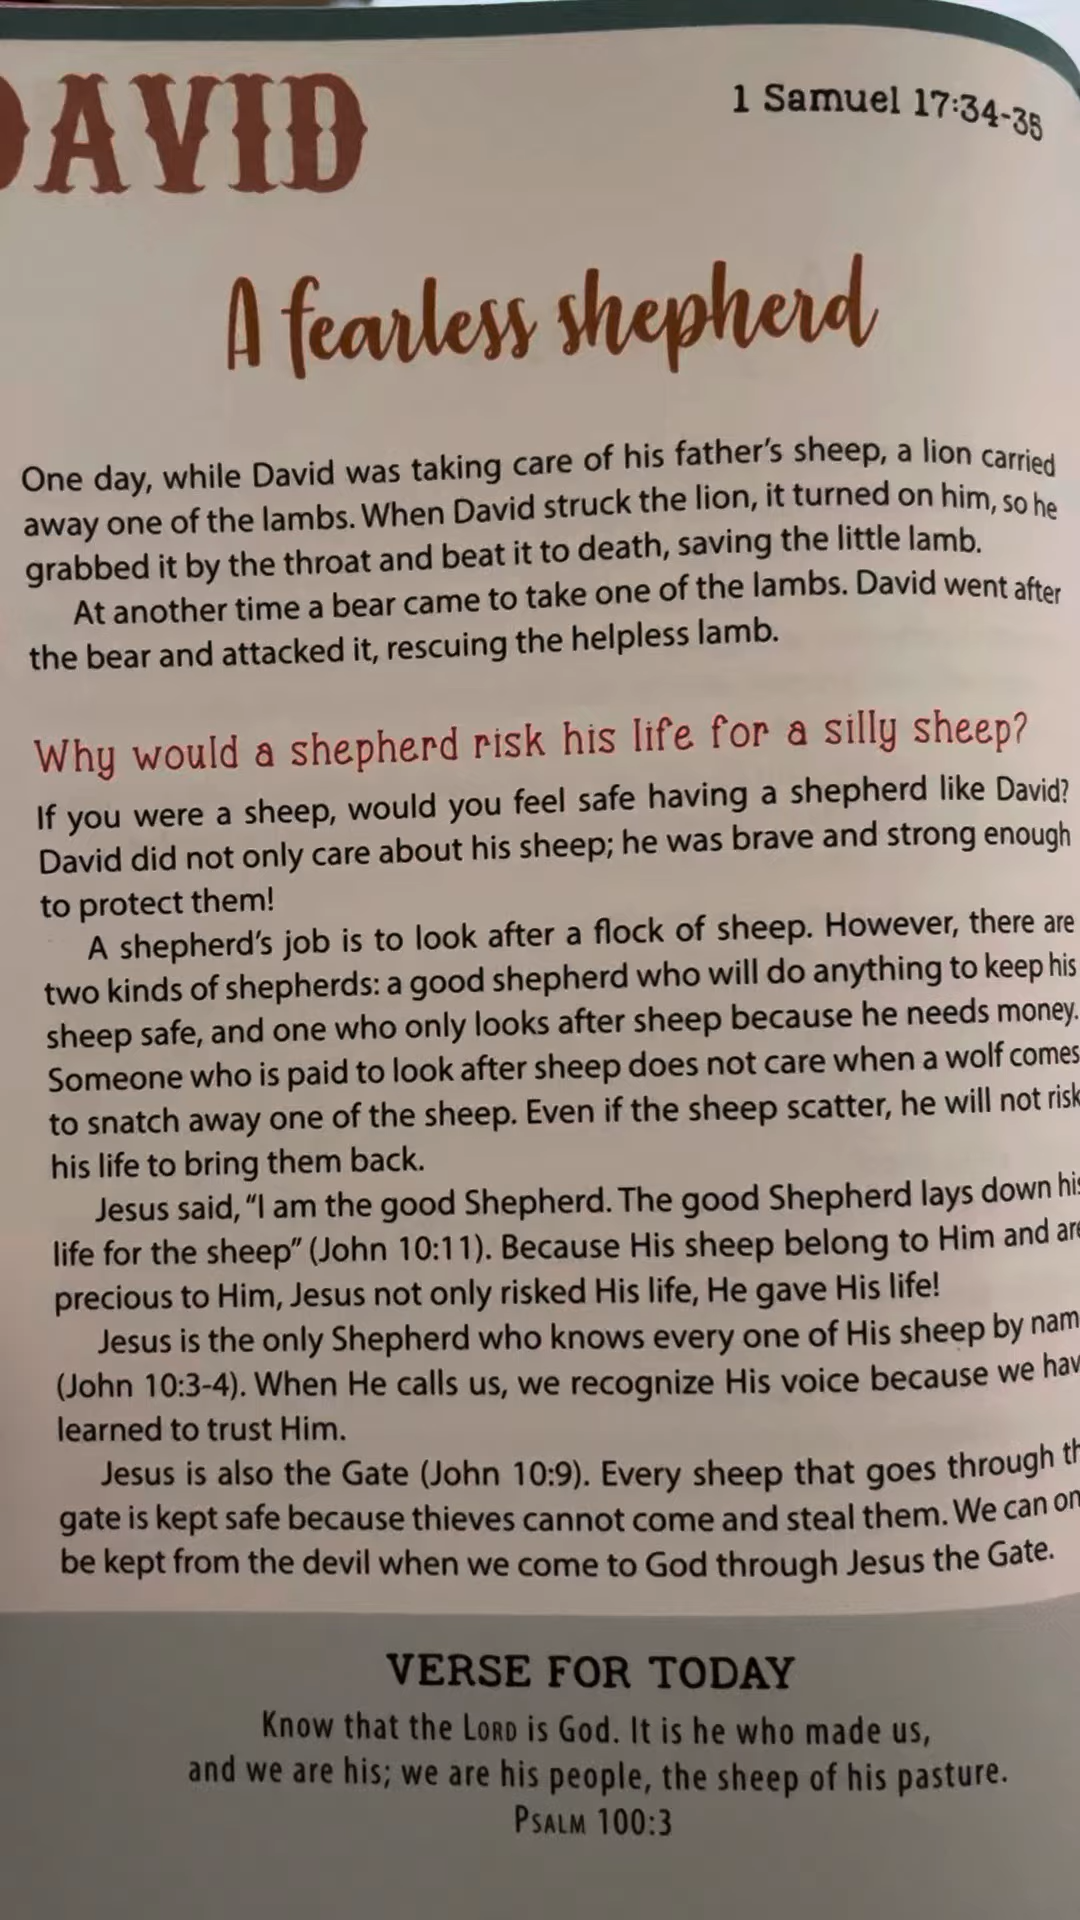 DAVID
1 Samuel 17:34-35
A fearless shepherd
One day, while David was taking care of his father's sheep, a lion carried
away one of the lambs. When David struck the lion, it turned on him, so he
grabbed it by the throat and beat it to death, saving the little lamb.
At another time a bear came to take one of the lambs. David went after
the bear and attacked it, rescuing the helpless lamb.
Why would a shepherd risk his life for a silly sheep?
If you were a sheep, would you feel safe having a shepherd like David?
David did not only care about his sheep; he was brave and strong enough
to protect them!
A shepherd's job is to look after a flock of sheep. However, there are
two kinds of shepherds: a good shepherd who will do anything to keep his
sheep safe, and one who only looks after sheep because he needs money.
Someone who is paid to look after sheep does not care when a wolf comes
to snatch away one of the sheep. Even if the sheep scatter, he will not risk
his life to bring them back.
Jesus said, "I am the good Shepherd. The good Shepherd lays down his
life for the sheep" (John 10:11). Because His sheep belong to Him and are
precious to Him, Jesus not only risked His life, He gave His life!
Jesus is the only Shepherd who knows every one of His sheep by nam
(John 10:3-4). When He calls us, we recognize His voice because we hav
learned to trust Him.
Jesus is also the Gate (John 10:9). Every sheep that goes through th
gate is kept safe because thieves cannot come and steal them. We can on
be kept from the devil when we come to God through Jesus the Gate.
VERSE FOR TODAY
Know that the LORD is God. It is he who made us,
and we are his; we are his people, the sheep of his pasture.
PSALM 100:3